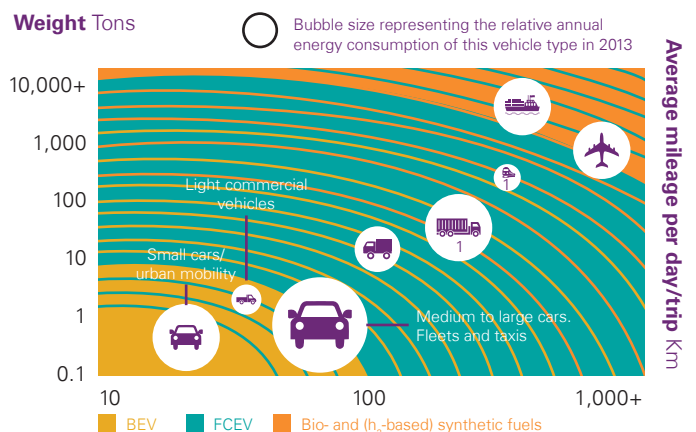 Weight Tons
Bubble size representing the relative annual
energy consumption of this vehicle type in 2013
10,000+
1,000
100
10
1
0.1
Light commercial
vehicles
Small cars/
urban mobility
1
1
Medium to large cars.
Fleets and taxis
Average mileage per day/trip Km
10
100
1,000+
BEV
FCEV
Bio- and (h₂-based) synthetic fuels